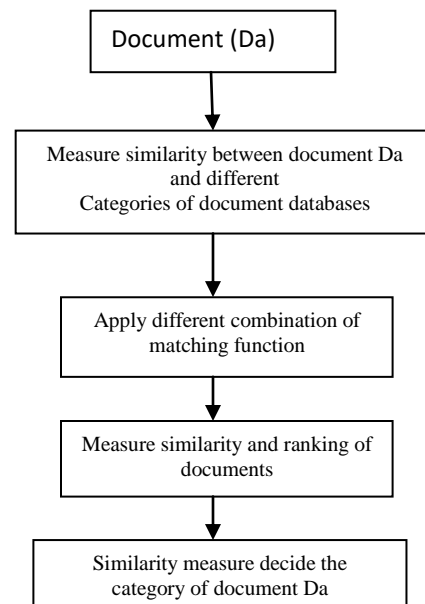 Document (Da)
Measure similarity between document Da
and different
Categories of document databases
Apply different combination of
matching function
Measure similarity and ranking of
documents
Similarity measure decide the
category of document Da